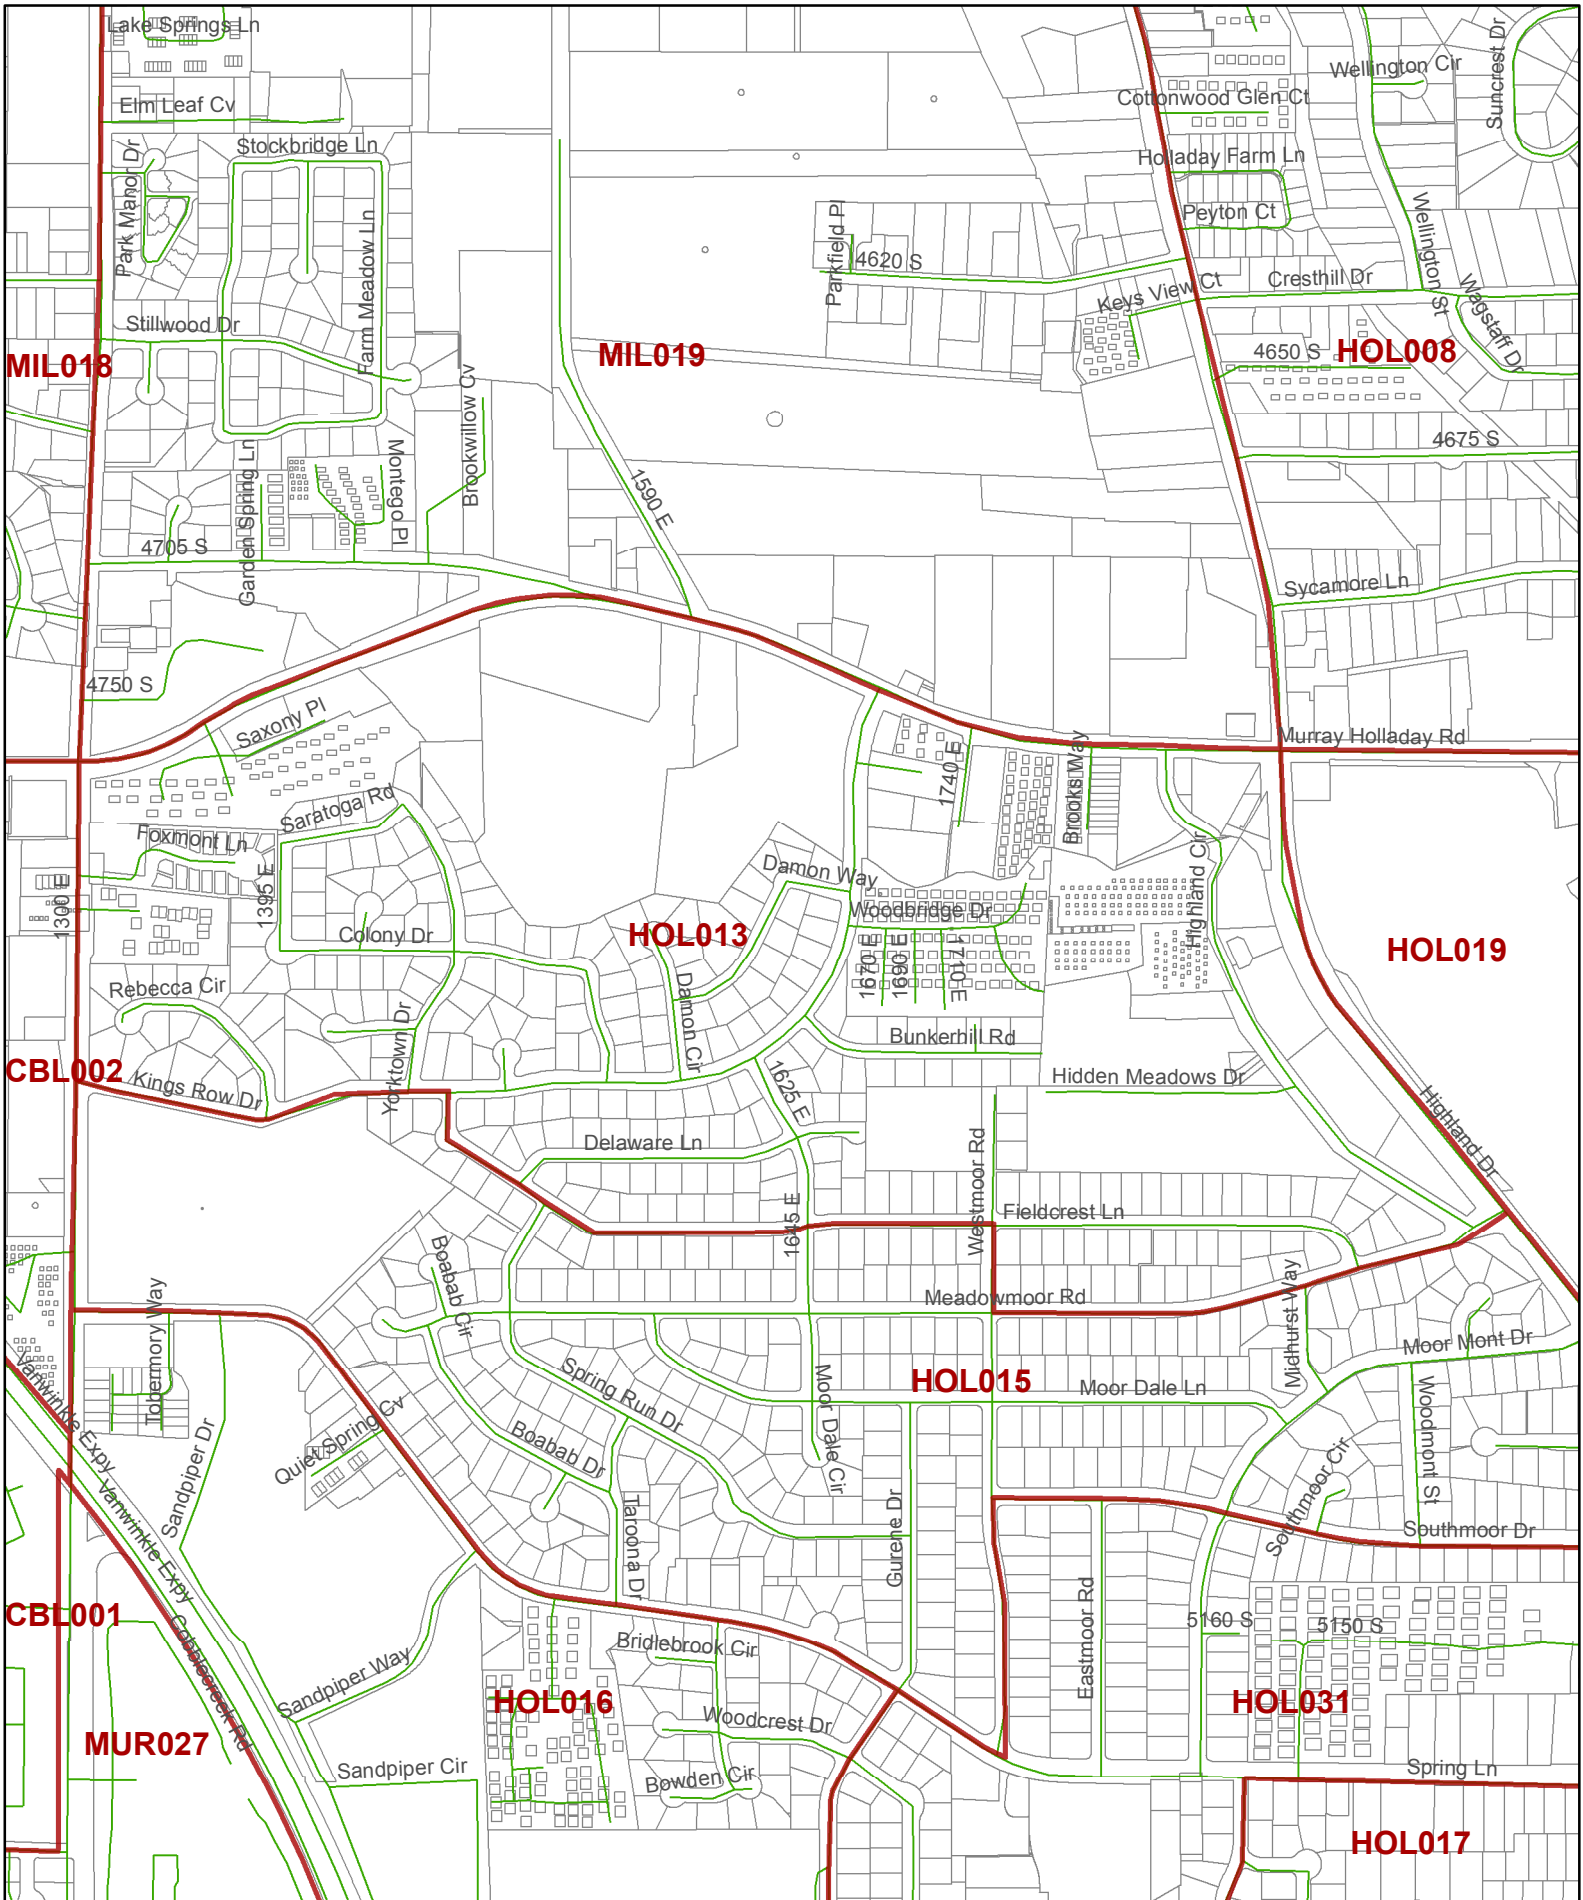 Lake Springs Ln
Elm Leaf Cv
Stockbridge Ln
Park Manor Dr
Farm Meadow Ln
Stillwood Dr
MIL018
Garden Spring Ln
Montego Pl
Brookwillow Cv
4705 S
4750 S
1590 E
MIL019
Parkfield Pl
4620 S
Keys View Ct
Cottonwood Glen Ct
Holladay Farm Ln
Peyton Ct
Wellington Cir
Suncrest Dr
Wellington St
Cresthill Dr
Wagstaff Dr
4650 S
HOL008
4675 S
Sycamore Ln
Murray Holladay Rd
Saxony Pl
Saratoga Rd
Foxmont Ln
1300 E
1395 E
Colony Dr
Rebecca Cir
Yorktown Dr
Kings Row Dr
CBL002
HOL013
Damon Way
Damon Cir
1740 E
Brooks Way
Woodbridge Dr
1670 E
1690 E
1710 E
Highland Cir
HOL019
Bunkerhill Rd
Hidden Meadows Dr
Highland Dr
1625 E
Delaware Ln
1645 E
Westmoor Rd
Fieldcrest Ln
Meadowmoor Rd
Midhurst Way
Moor Mont Dr
Boabab Cir
Tobermory Way
Vanwinkle Expy
Vanwinkle Expy
Sandpiper Dr
Quiet Spring Cv
Spring Run Dr
Boabab Dr
Taroona Dr
Moor Dale Cir
HOL015
Moor Dale Ln
Woodmont St
Southmoor Cir
Southmoor Dr
Gurene Dr
Eastmoor Rd
5160 S
5150 S
CBL001
Cobblecreek Rd
MUR027
Sandpiper Way
Sandpiper Cir
HOL016
Bridlebrook Cir
Woodcrest Dr
Bowden Cir
HOL031
Spring Ln
HOL017